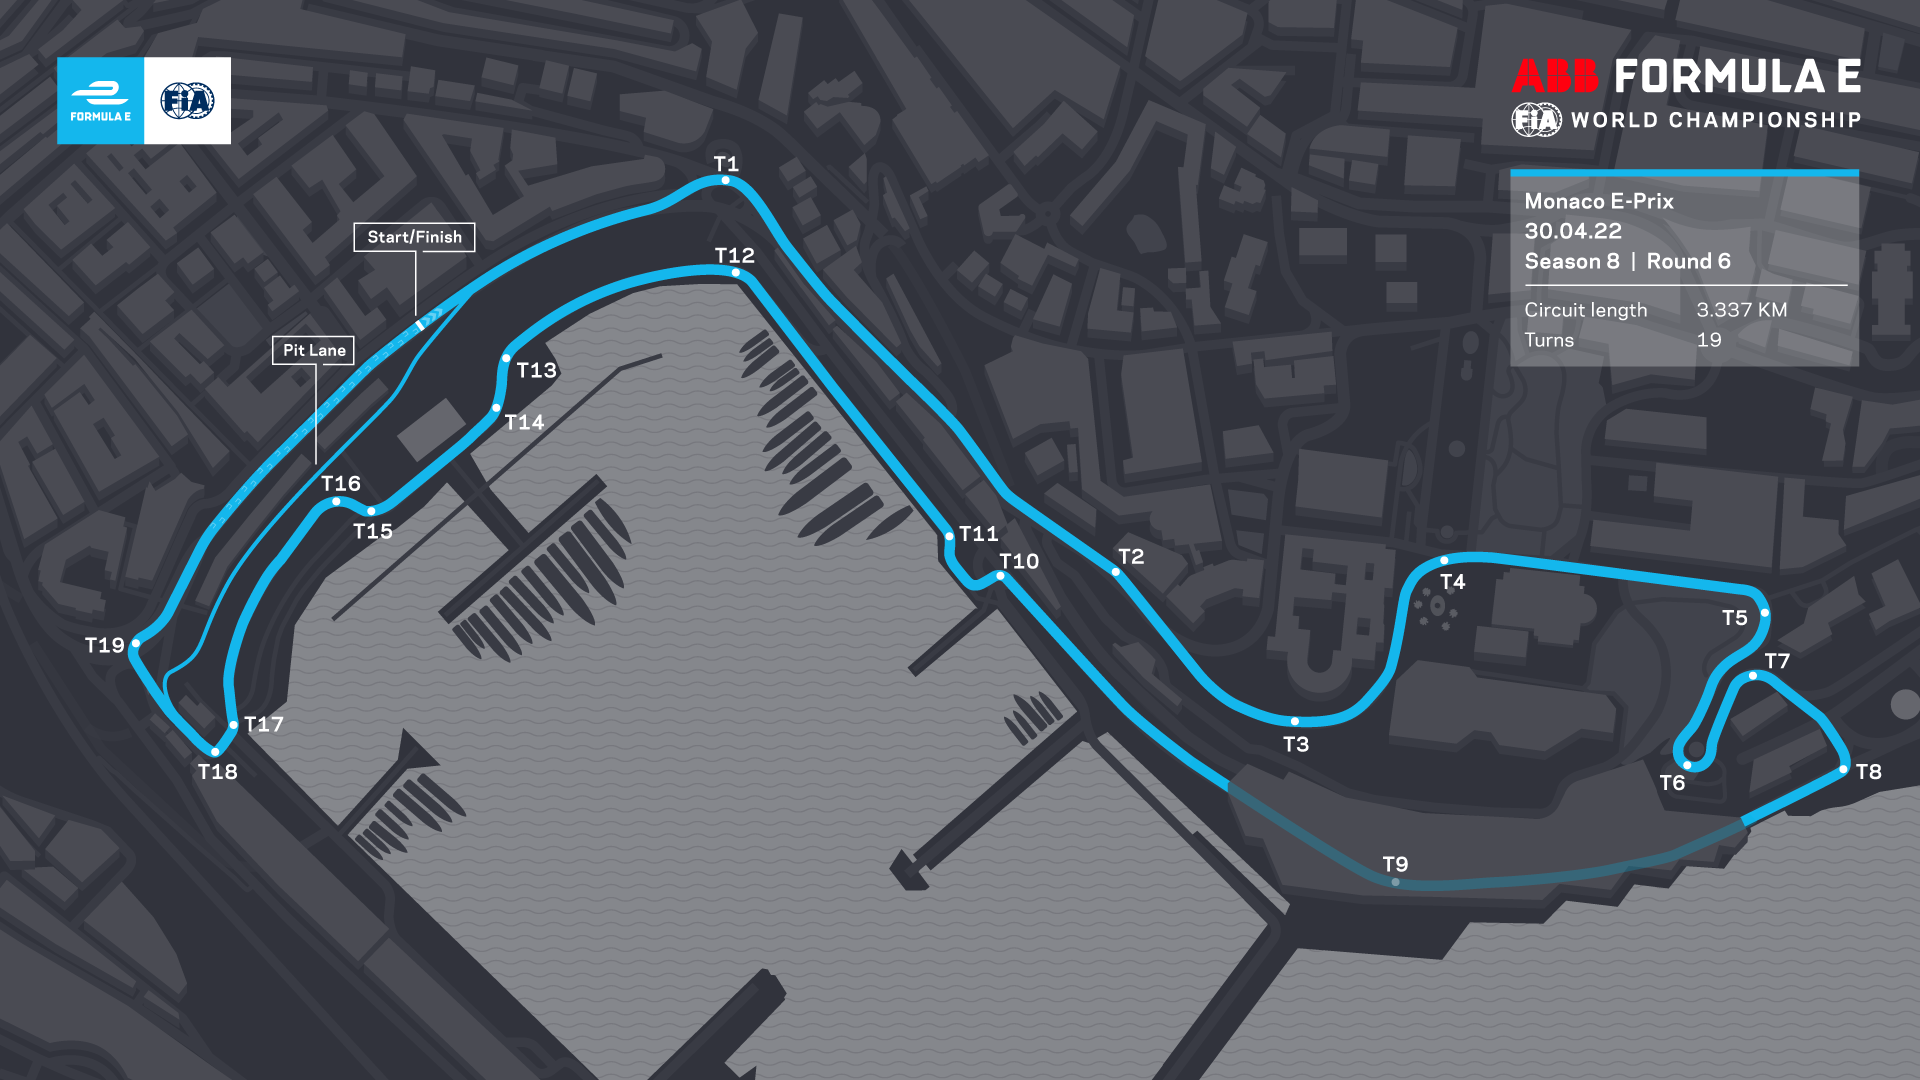 FORMULA E
FiA
ABB FORMULA E
FiA WORLD CHAMPIONSHIP
Monaco E-Prix
30.04.22
Season 8 | Round 6
Circuit length 3.337 KM
Turns 19
Start/Finish
Pit Lane
T1
T12
T13
T14
T16
T15
T11
T10
T2
T4
T5
T7
T19
T17
T18
T3
T6
T8
T9